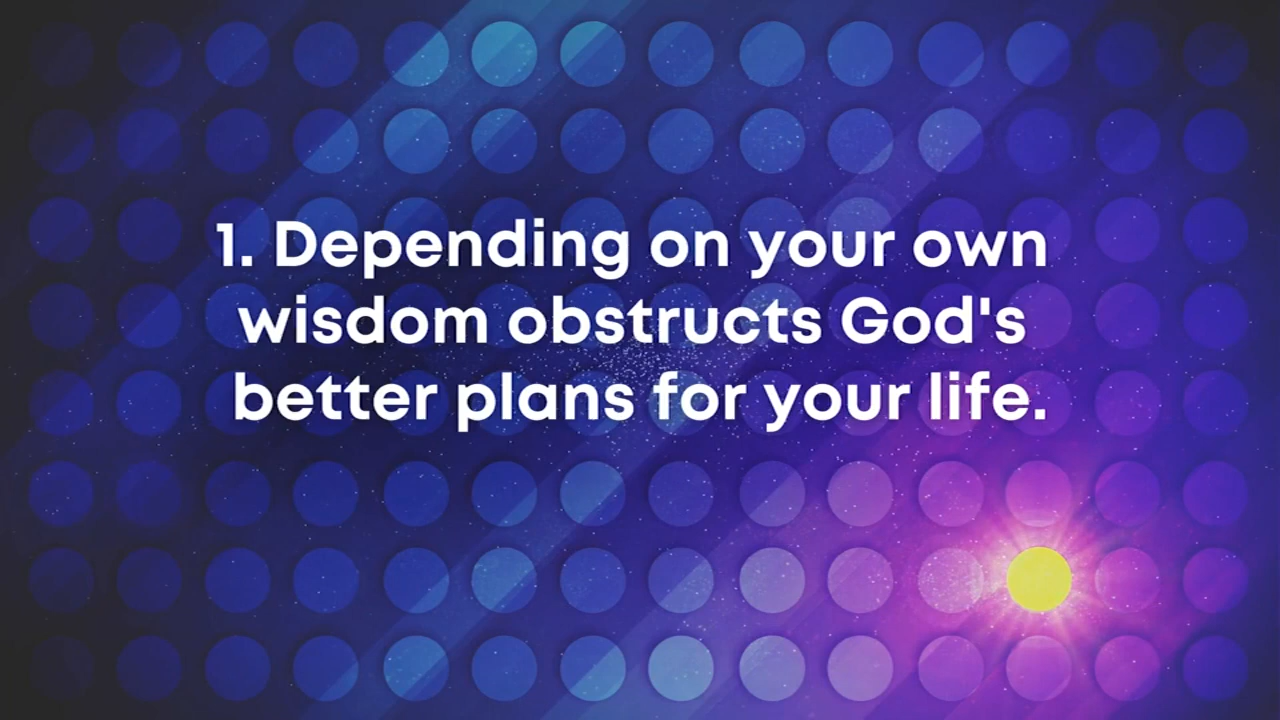 1. Depending on your own
wisdom obstructs God's
better plans for your life.